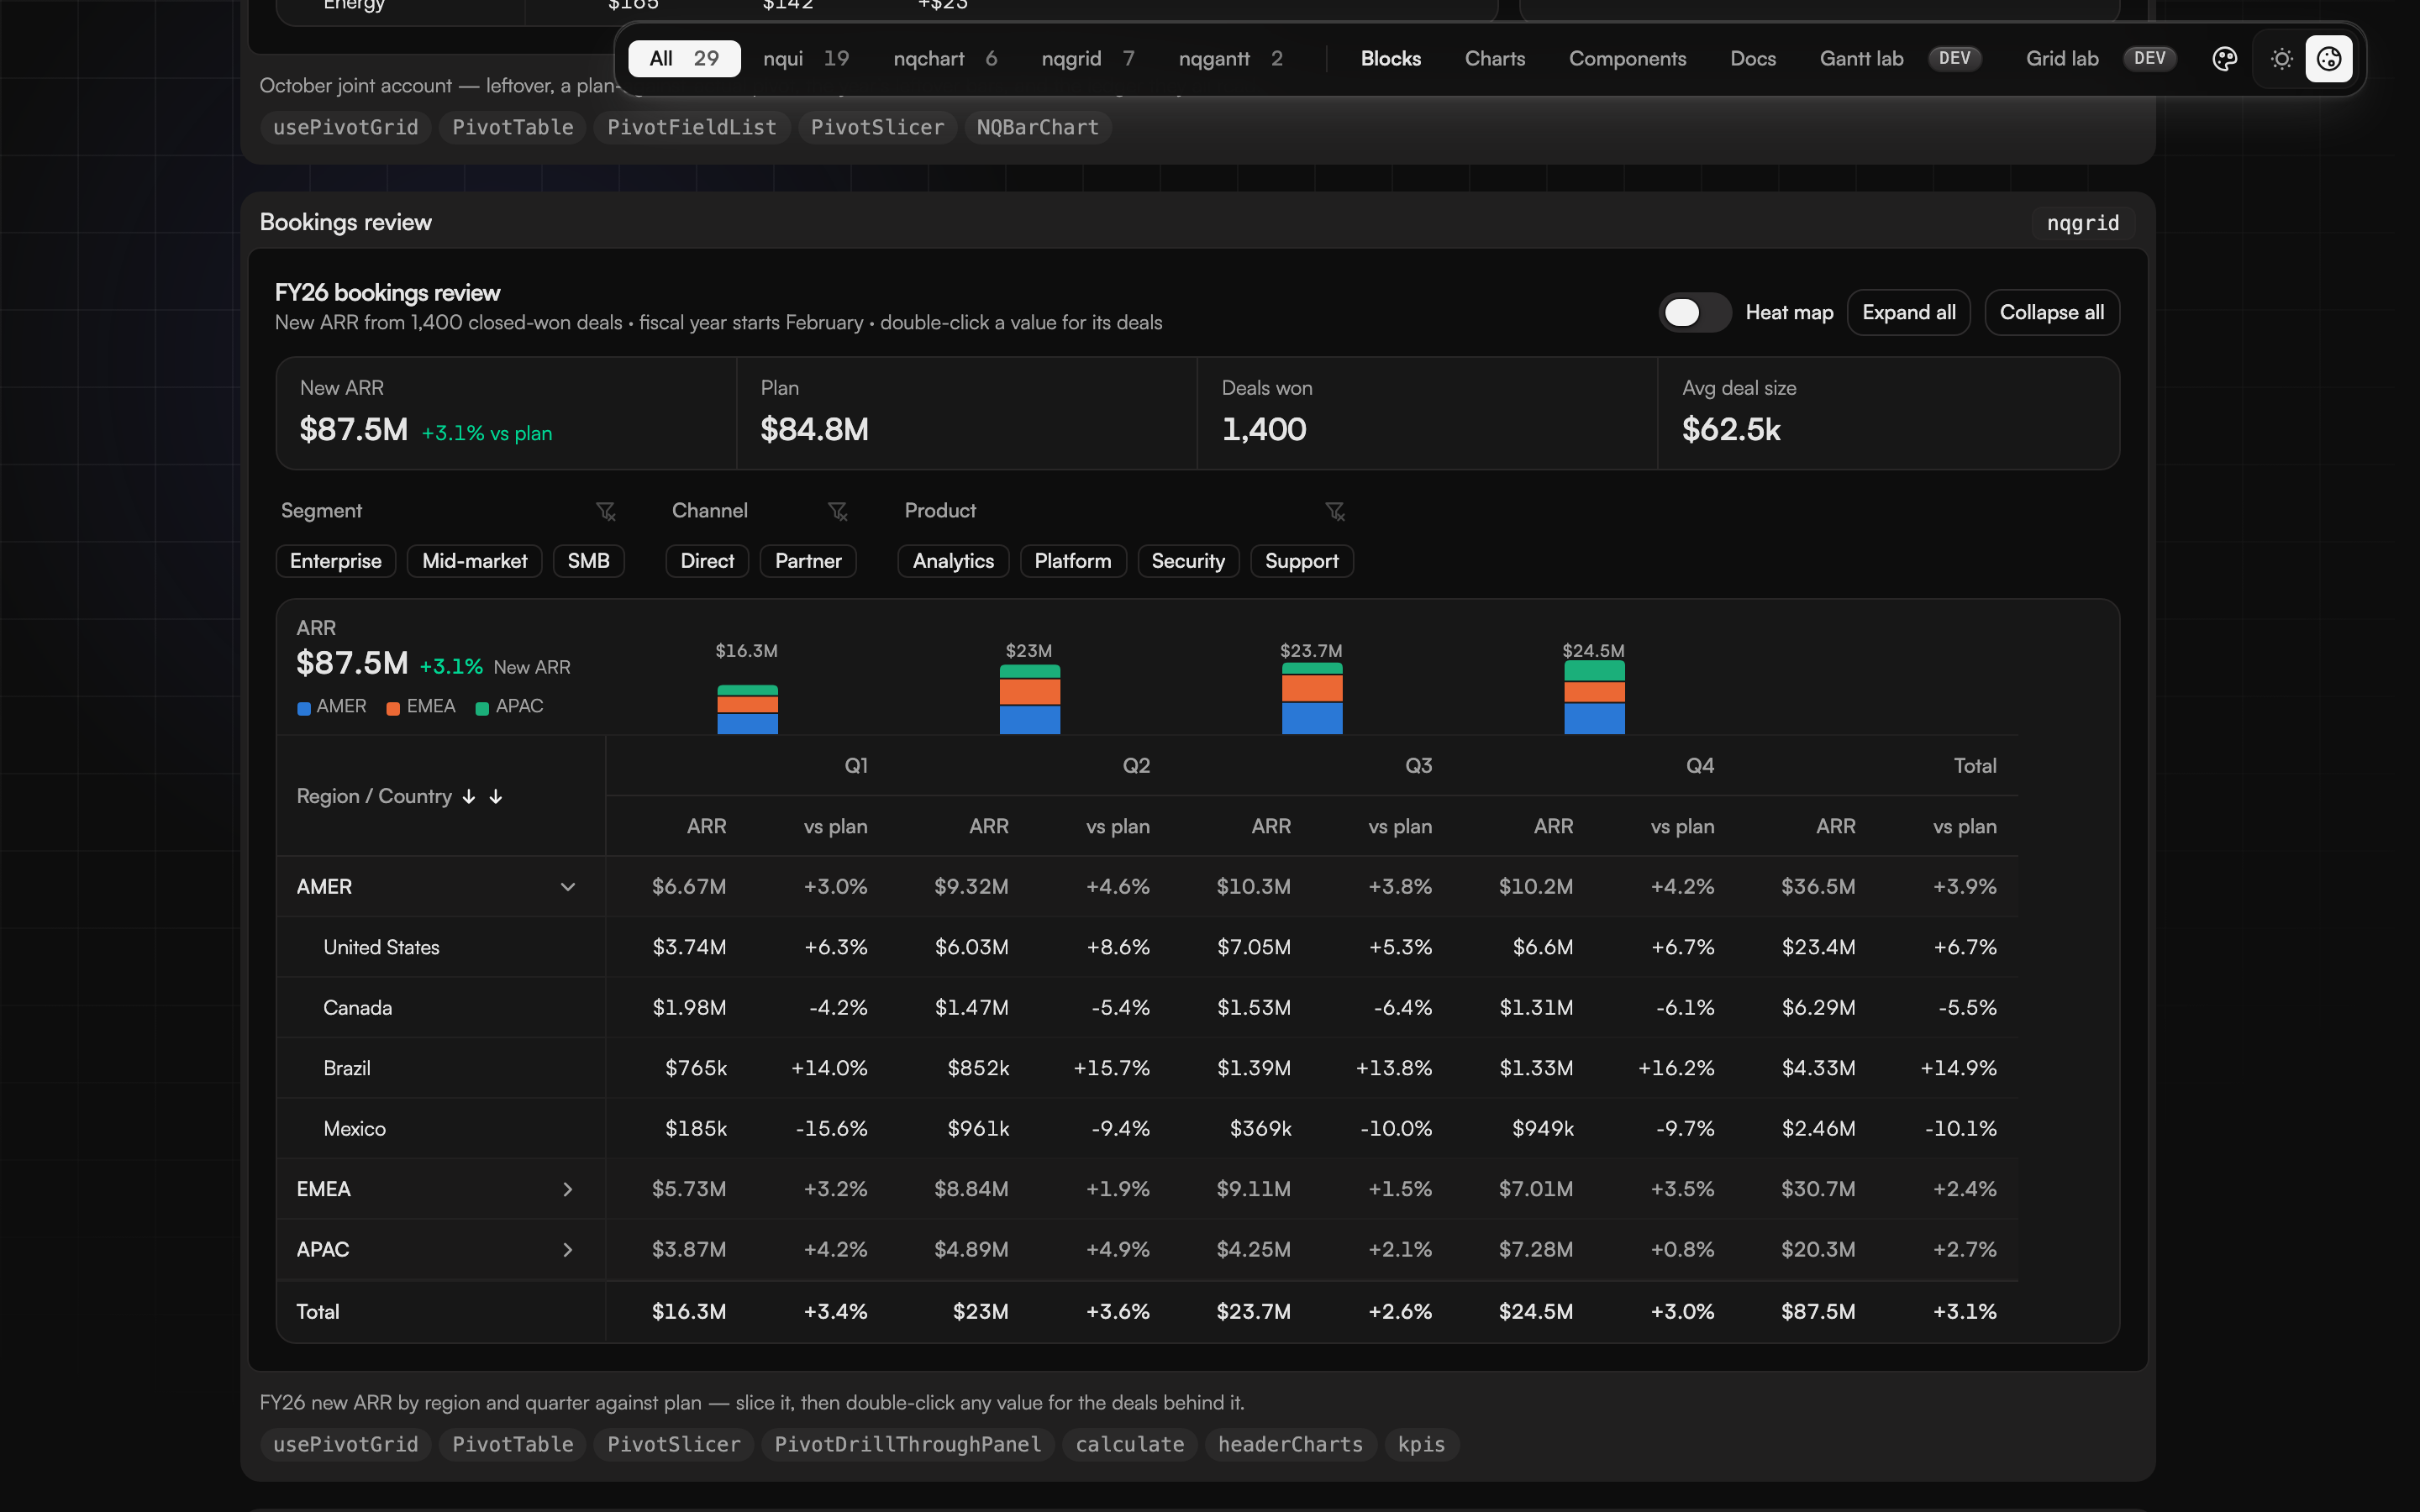 Energy $165 $142 +$23
All 29 nqui 19 nqchart 6 nqgrid 7 nqgantt 2 Blocks Charts Components Docs Gantt lab DEV Grid lab DEV
October joint account — leftover, a plan-
usePivotGrid PivotTable PivotFieldList PivotSlicer NQBarChart
Bookings review nqgrid
FY26 bookings review
New ARR from 1,400 closed-won deals · fiscal year starts February · double-click a value for its deals
Heat map Expand all Collapse all
New ARR Plan Deals won Avg deal size
$87.5M +3.1% vs plan $84.8M 1,400 $62.5k
Segment Channel Product
Enterprise Mid-market SMB Direct Partner Analytics Platform Security Support
ARR
$87.5M +3.1% New ARR
AMER EMEA APAC
$16.3M $23M $23.7M $24.5M
Q1 Q2 Q3 Q4 Total
Region / Country
ARR vs plan ARR vs plan ARR vs plan ARR vs plan ARR vs plan
AMER $6.67M +3.0% $9.32M +4.6% $10.3M +3.8% $10.2M +4.2% $36.5M +3.9%
United States $3.74M +6.3% $6.03M +8.6% $7.05M +5.3% $6.6M +6.7% $23.4M +6.7%
Canada $1.98M -4.2% $1.47M -5.4% $1.53M -6.4% $1.31M -6.1% $6.29M -5.5%
Brazil $765k +14.0% $852k +15.7% $1.39M +13.8% $1.33M +16.2% $4.33M +14.9%
Mexico $185k -15.6% $961k -9.4% $369k -10.0% $949k -9.7% $2.46M -10.1%
EMEA $5.73M +3.2% $8.84M +1.9% $9.11M +1.5% $7.01M +3.5% $30.7M +2.4%
APAC $3.87M +4.2% $4.89M +4.9% $4.25M +2.1% $7.28M +0.8% $20.3M +2.7%
Total $16.3M +3.4% $23M +3.6% $23.7M +2.6% $24.5M +3.0% $87.5M +3.1%
FY26 new ARR by region and quarter against plan — slice it, then double-click any value for the deals behind it.
usePivotGrid PivotTable PivotSlicer PivotDrillThroughPanel calculate headerCharts kpis